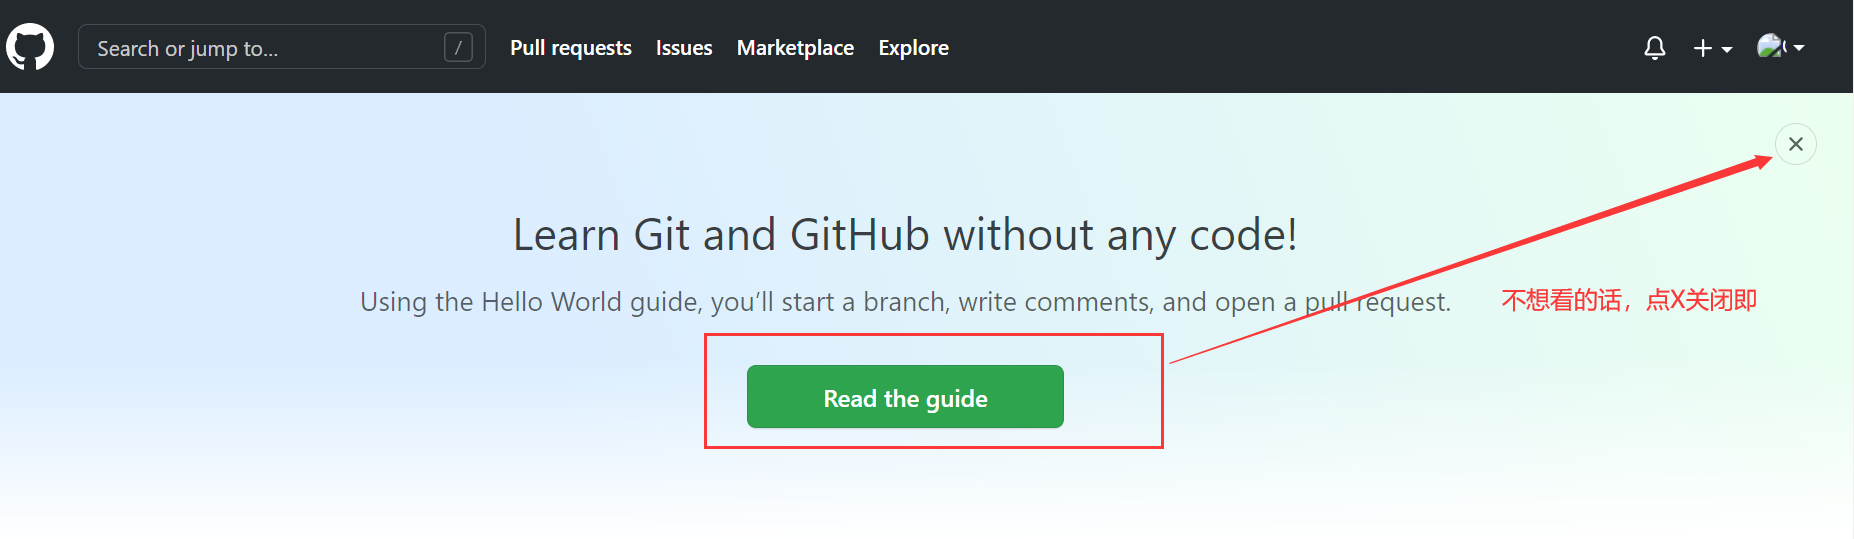 Search or jump to... /
Pull requests
Issues
Marketplace
Explore
Learn Git and GitHub without any code!
Using the Hello World guide, you’ll start a branch, write comments, and open a pull request.
不想看的话，点X关闭即
Read the guide